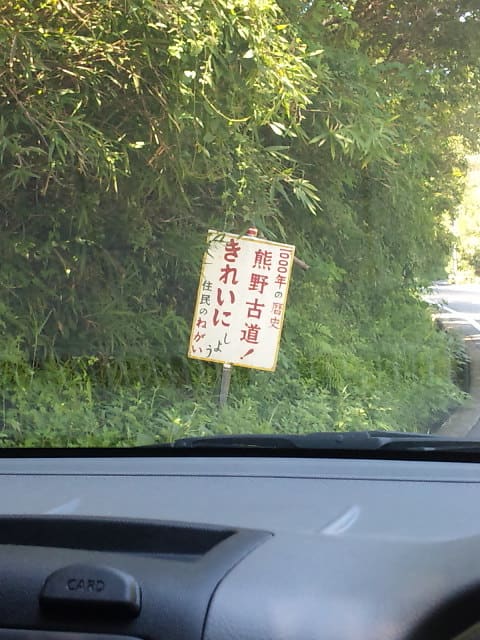 1000年の歴史
熊野古道!
きれいにしよう
住民のねがい
CARD